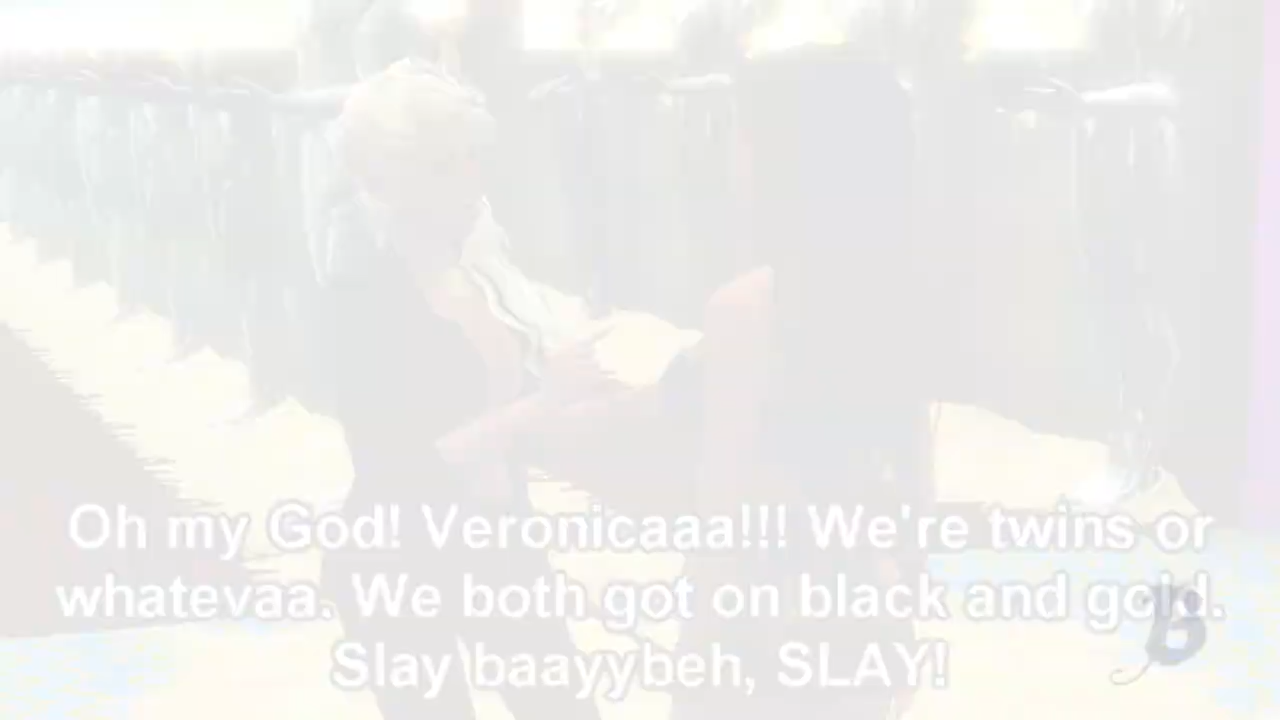 Oh my God! Veronicaaa!!! We're twins or
whatevaa. We both got on black and gold.
Slay baayybeh, SLAY!
B